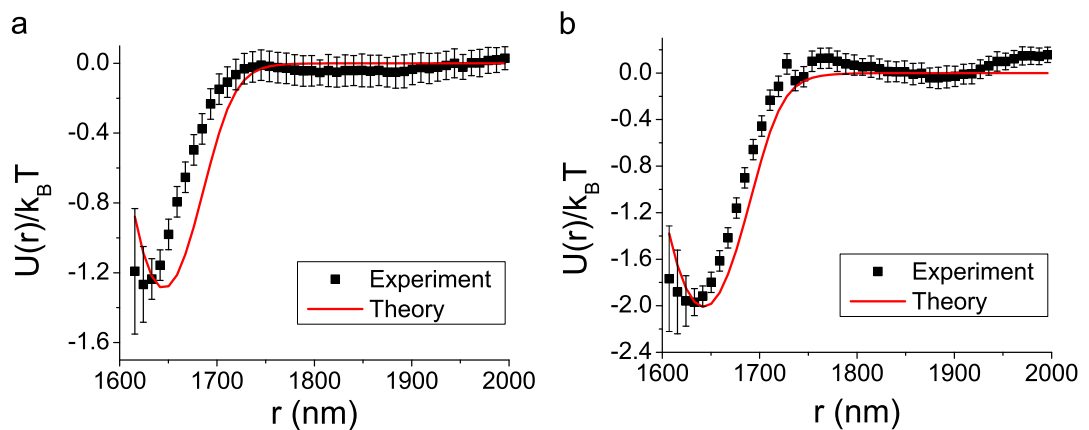 a
U(r)/k_BT
0.0
-0.4
-0.8
-1.2
-1.6
1600 1700 1800 1900 2000
r (nm)
Experiment
Theory
b
U(r)/k_BT
0.0
-0.4
-0.8
-1.2
-1.6
-2.0
-2.4
1600 1700 1800 1900 2000
r (nm)
Experiment
Theory